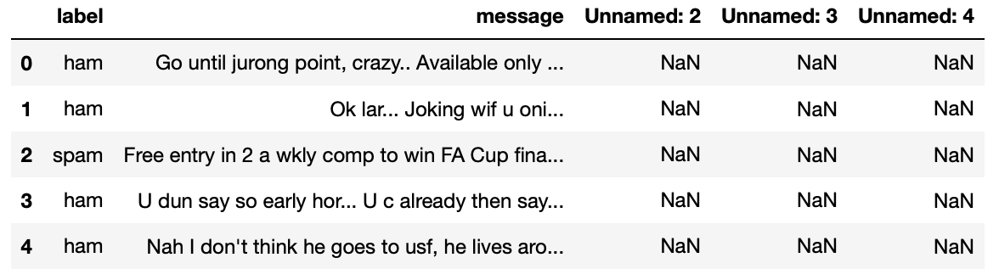 label message Unnamed: 2 Unnamed: 3 Unnamed: 4
0 ham Go until jurong point, crazy.. Available only ... NaN NaN NaN
1 ham Ok lar... Joking wif u oni... NaN NaN NaN
2 spam Free entry in 2 a wkly comp to win FA Cup fina... NaN NaN NaN
3 ham U dun say so early hor... U c already then say... NaN NaN NaN
4 ham Nah I don't think he goes to usf, he lives aro... NaN NaN NaN